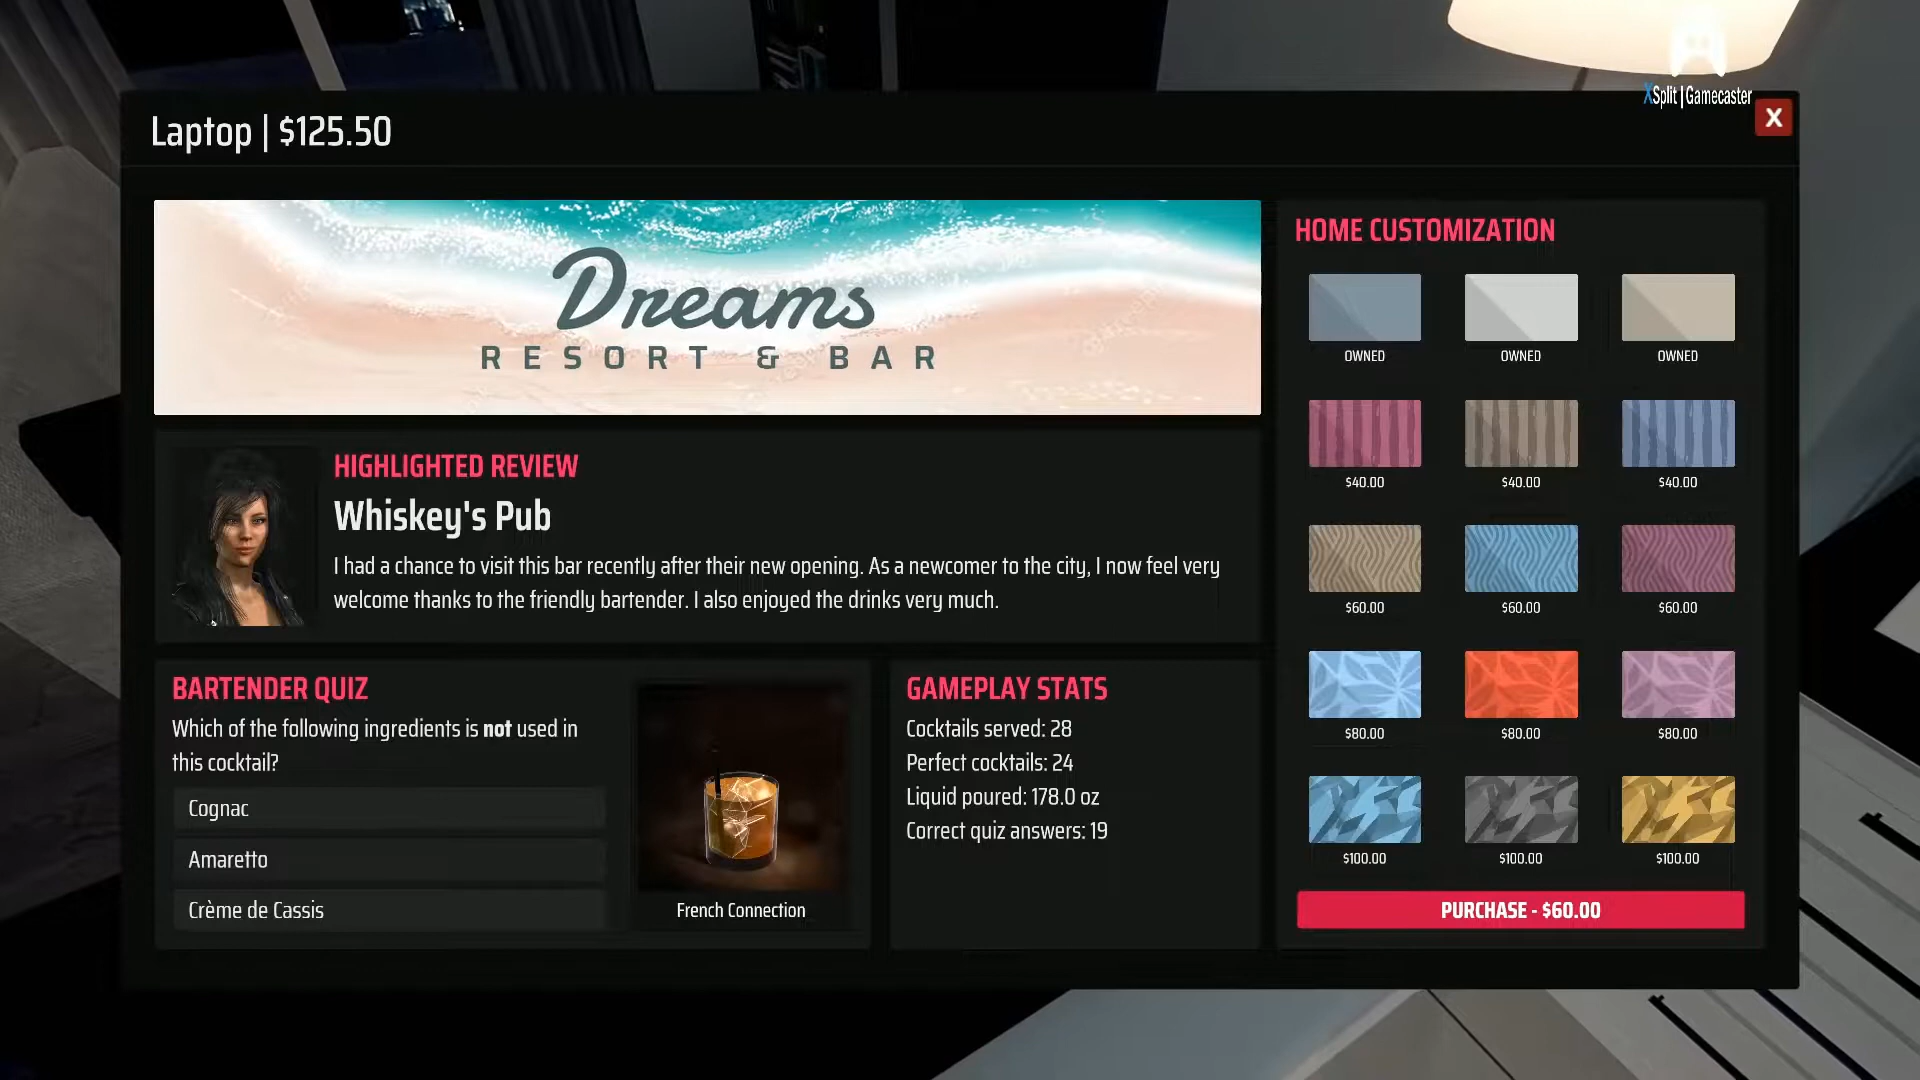 XSplit | Gamecaster
Laptop | $125.50
X
Dreams
RESORT & BAR
HIGHLIGHTED REVIEW
Whiskey's Pub
I had a chance to visit this bar recently after their new opening. As a newcomer to the city, I now feel very
welcome thanks to the friendly bartender. I also enjoyed the drinks very much.
BARTENDER QUIZ
Which of the following ingredients is not used in
this cocktail?
Cognac
Amaretto
Crème de Cassis
French Connection
GAMEPLAY STATS
Cocktails served: 28
Perfect cocktails: 24
Liquid poured: 178.0 oz
Correct quiz answers: 19
HOME CUSTOMIZATION
OWNED OWNED OWNED
$40.00 $40.00 $40.00
$60.00 $60.00 $60.00
$80.00 $80.00 $80.00
$100.00 $100.00 $100.00
PURCHASE - $60.00